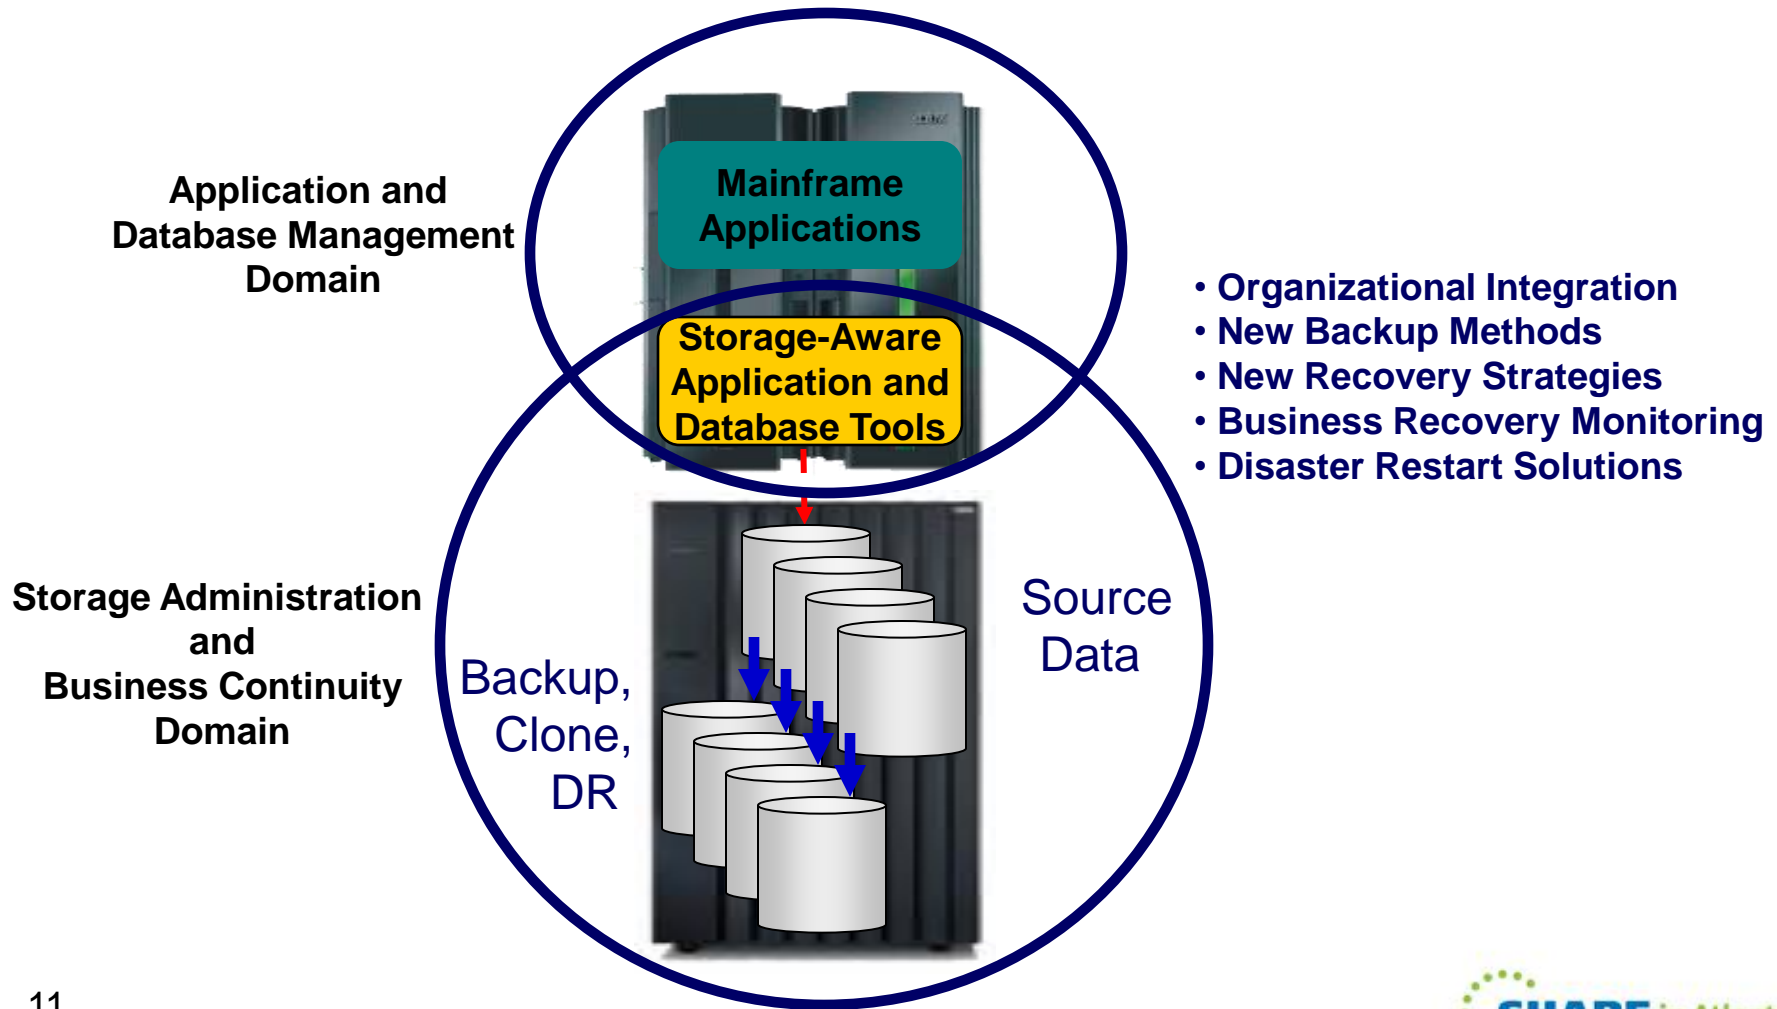 Application and
Database Management
Domain
Mainframe
Applications
Storage-Aware
Application and
Database Tools
• Organizational Integration
• New Backup Methods
• New Recovery Strategies
• Business Recovery Monitoring
• Disaster Restart Solutions
Storage Administration
and
Business Continuity
Domain
Backup,
Clone,
DR
Source
Data
11
SHARE